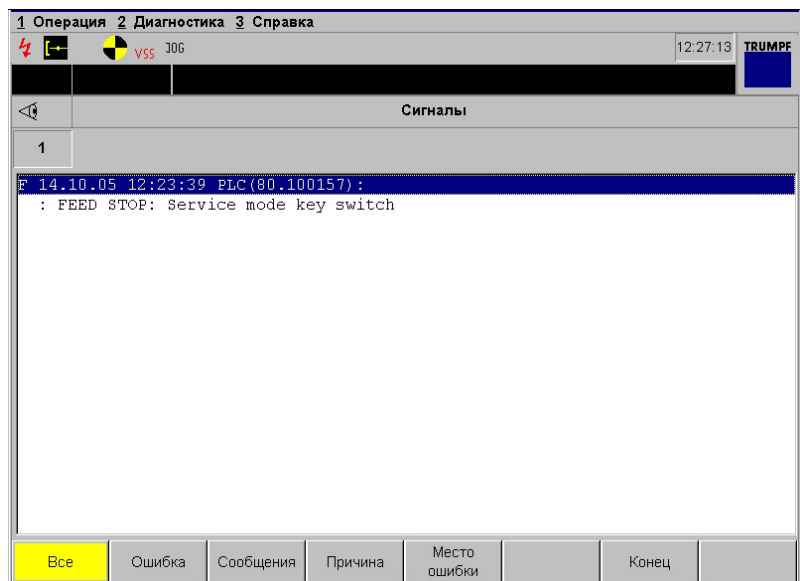 1 Операция 2 Диагностика 3 Справка
VSS JOG 12:27:13 TRUMPF
Сигналы
1
F 14.10.05 12:23:39 PLC(80.100157):
: FEED STOP: Service mode key switch
Все Ошибка Сообщения Причина Место ошибки Конец